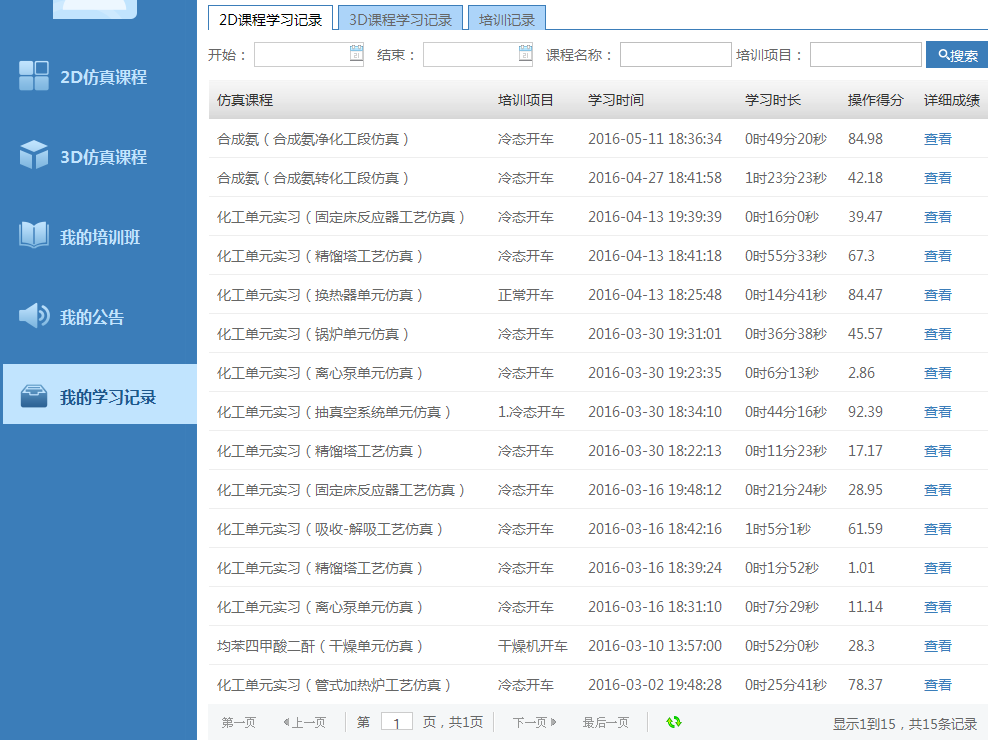 2D仿真课程
3D仿真课程
我的培训班
我的公告
我的学习记录
2D课程学习记录 3D课程学习记录 培训记录
开始： 结束： 课程名称： 培训项目： 搜索
仿真课程 培训项目 学习时间 学习时长 操作得分 详细成绩
合成氨（合成氨净化工段仿真） 冷态开车 2016-05-11 18:36:34 0时49分20秒 84.98 查看
合成氨（合成氨转化工段仿真） 冷态开车 2016-04-27 18:41:58 1时23分23秒 42.18 查看
化工单元实习（固定床反应器工艺仿真） 冷态开车 2016-04-13 19:39:39 0时16分0秒 39.47 查看
化工单元实习（精馏塔工艺仿真） 冷态开车 2016-04-13 18:41:18 0时55分33秒 67.3 查看
化工单元实习（换热器单元仿真） 正常开车 2016-04-13 18:25:48 0时14分41秒 84.47 查看
化工单元实习（锅炉单元仿真） 冷态开车 2016-03-30 19:31:01 0时36分38秒 45.57 查看
化工单元实习（离心泵单元仿真） 冷态开车 2016-03-30 19:23:35 0时6分13秒 2.86 查看
化工单元实习（抽真空系统单元仿真） 1.冷态开车 2016-03-30 18:34:10 0时44分16秒 92.39 查看
化工单元实习（精馏塔工艺仿真） 冷态开车 2016-03-30 18:22:13 0时11分23秒 17.17 查看
化工单元实习（固定床反应器工艺仿真） 冷态开车 2016-03-16 19:48:12 0时21分24秒 28.95 查看
化工单元实习（吸收-解吸工艺仿真） 冷态开车 2016-03-16 18:42:16 1时5分1秒 61.59 查看
化工单元实习（精馏塔工艺仿真） 冷态开车 2016-03-16 18:39:24 0时1分52秒 1.01 查看
化工单元实习（离心泵单元仿真） 冷态开车 2016-03-16 18:31:10 0时7分29秒 11.14 查看
均苯四甲酸二酐（干燥单元仿真） 干燥机开车 2016-03-10 13:57:00 0时52分0秒 28.3 查看
化工单元实习（管式加热炉工艺仿真） 冷态开车 2016-03-02 19:48:28 0时25分41秒 78.37 查看
第一页 上一页 第 1 页，共1页 下一页 最后一页 显示1到15，共15条记录